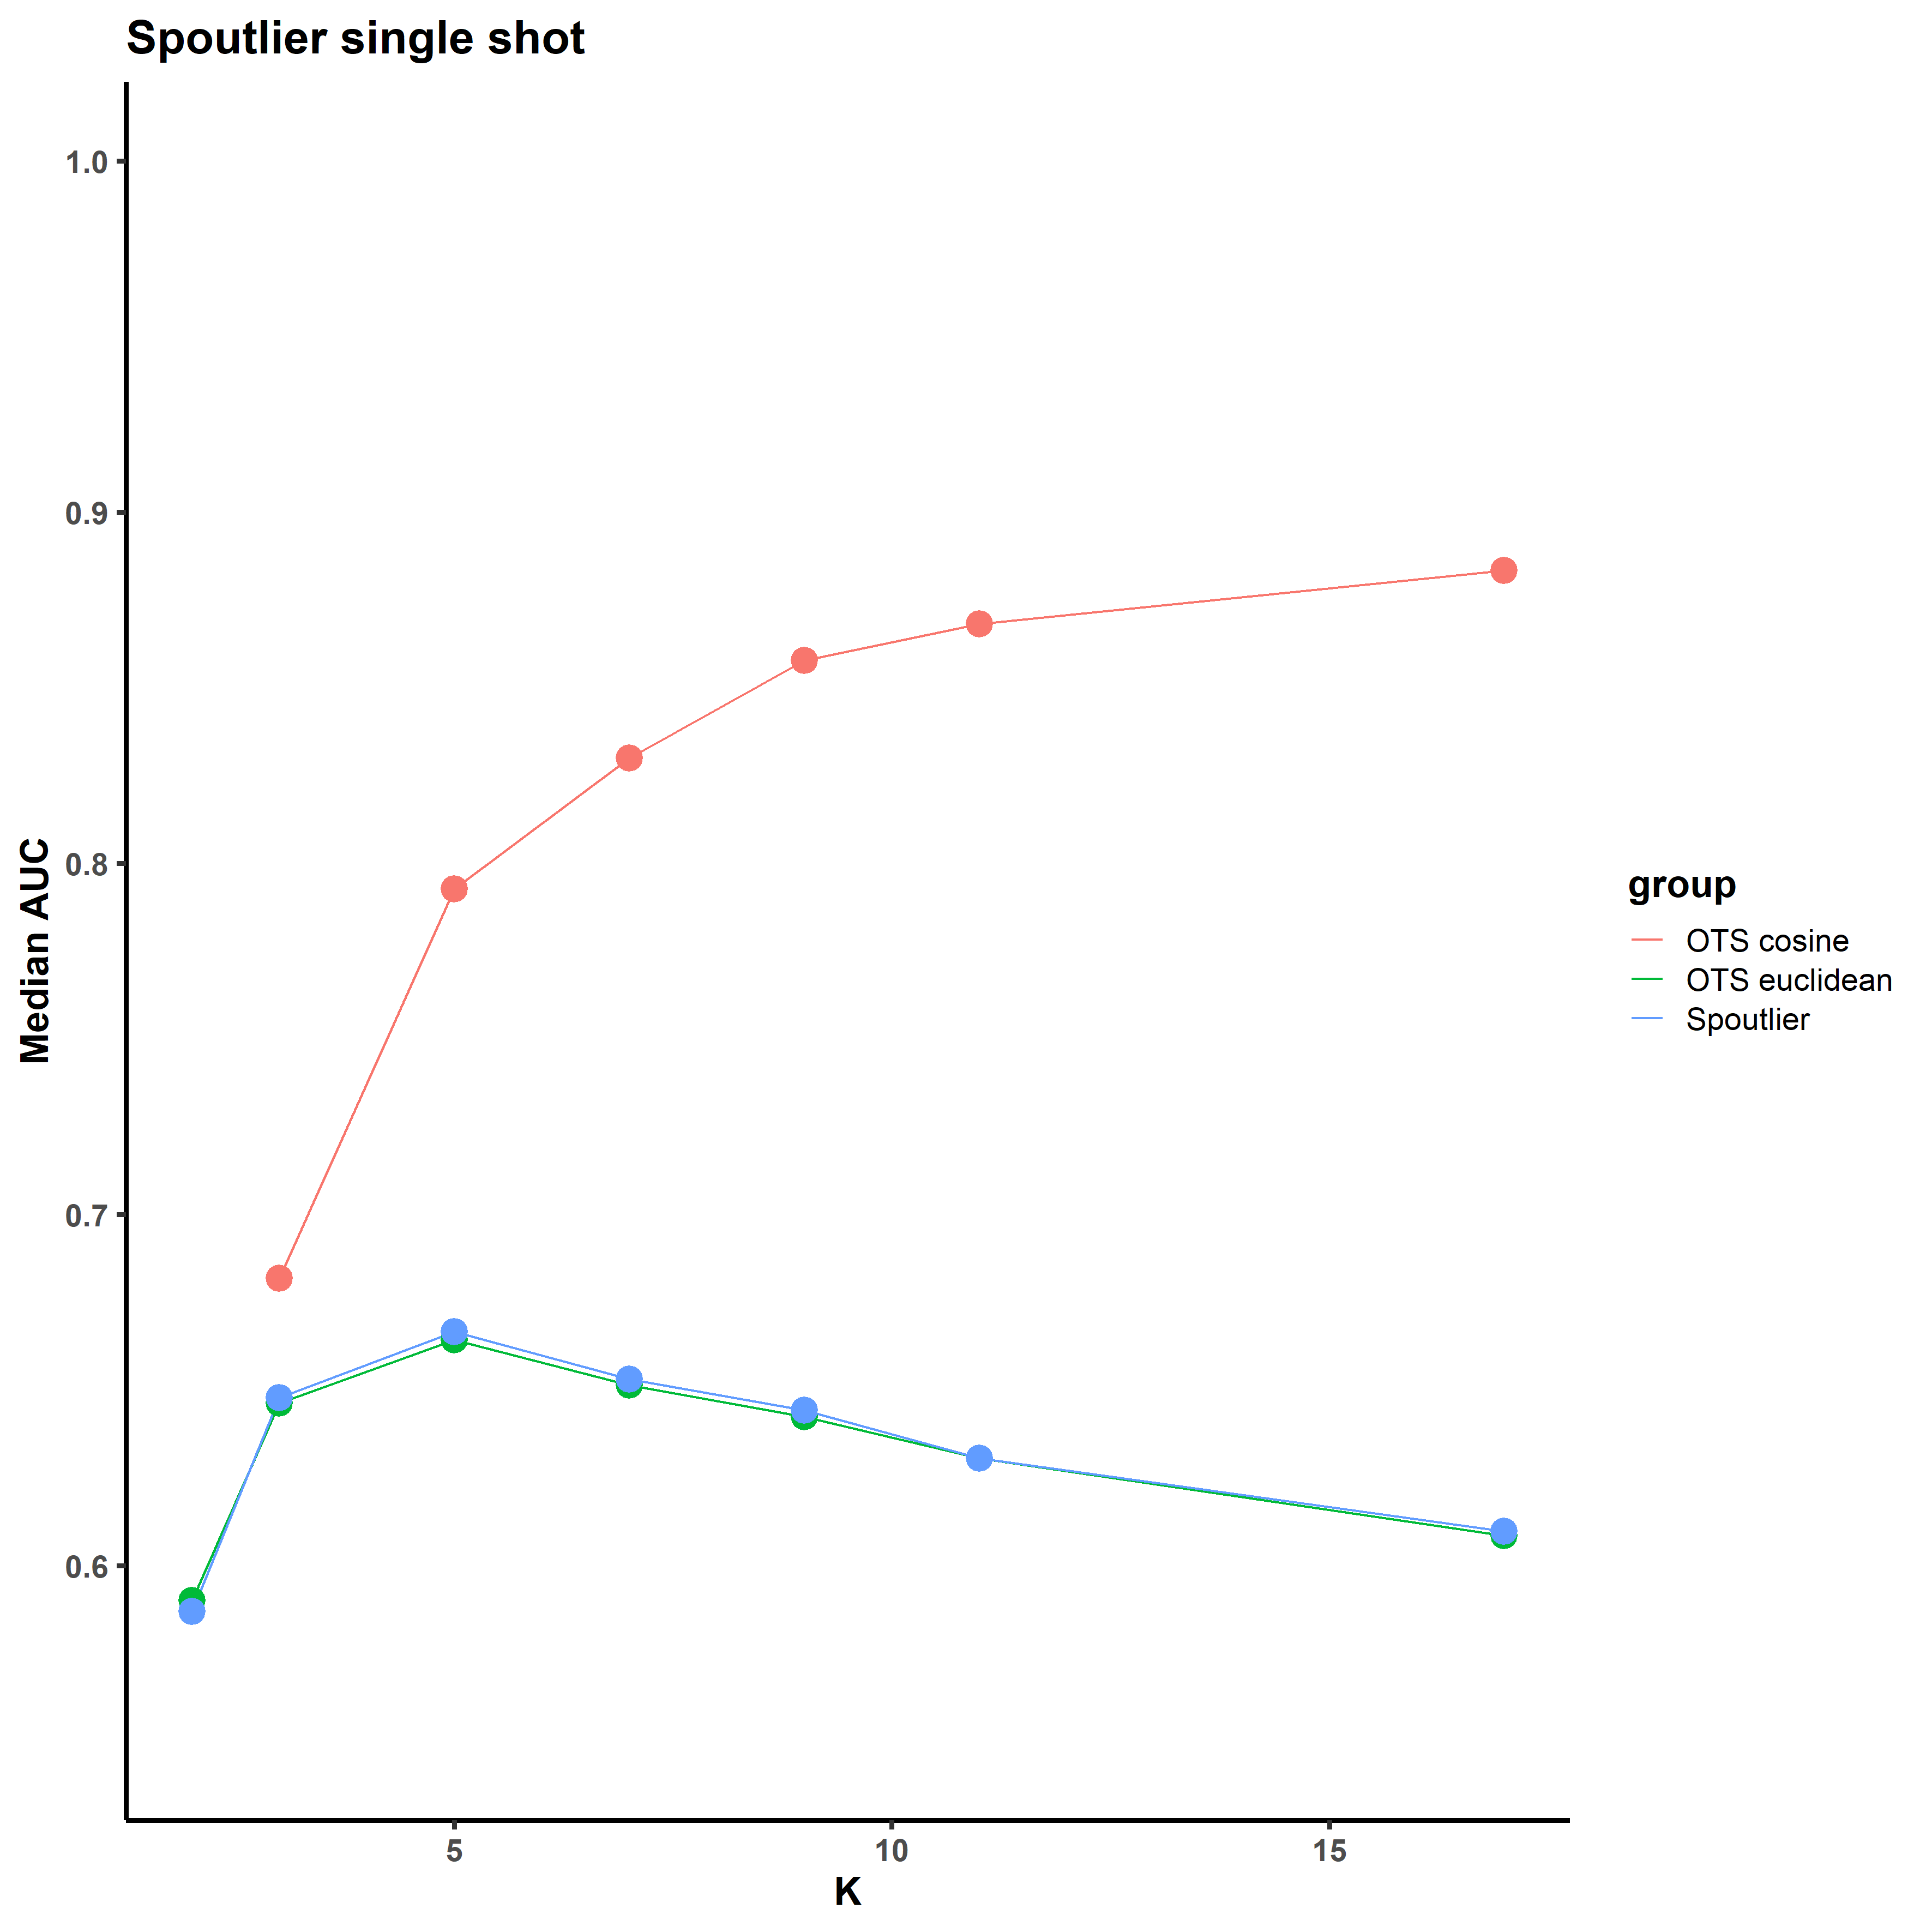 Spoutlier single shot
1.0
0.9
0.8
0.7
0.6
Median AUC
5 10 15
K
group
OTS cosine
OTS euclidean
Spoutlier